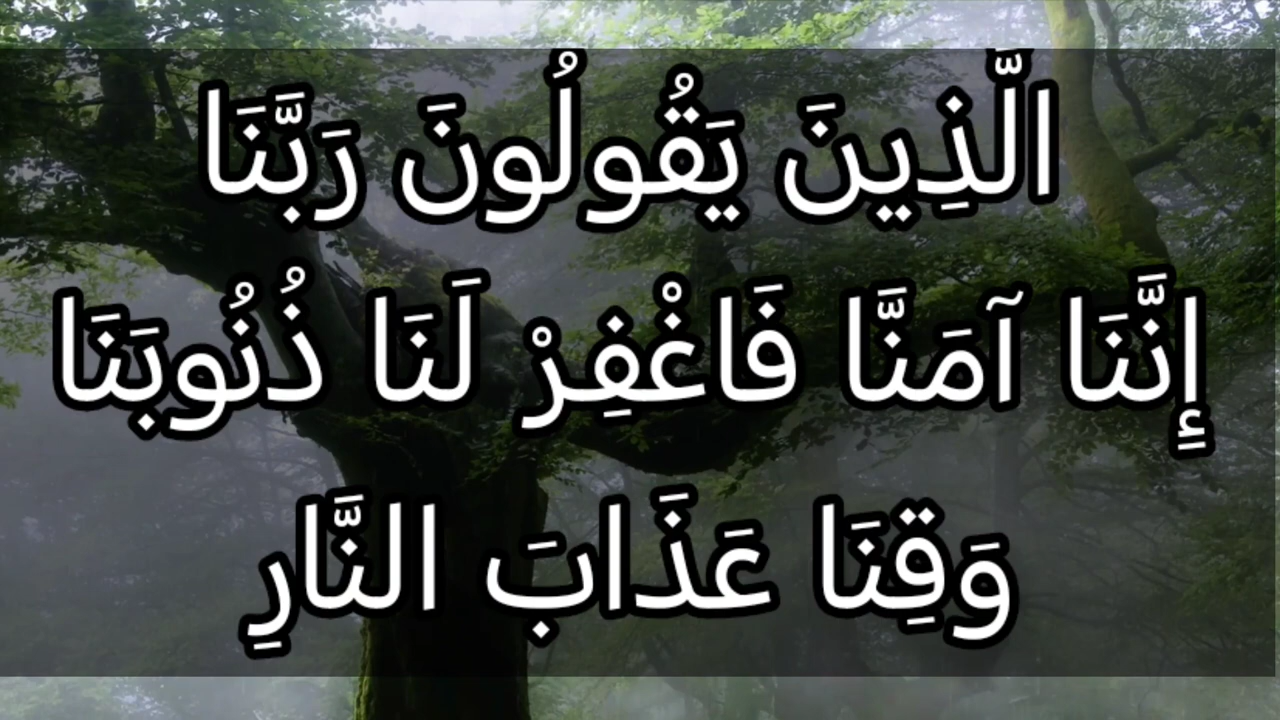 الَّذِينَ يَقُولُونَ رَبَّنَا
إِنَّنَا آمَنَّا فَاغْفِرْ لَنَا ذُنُوبَنَا
وَقِنَا عَذَابَ النَّارِ